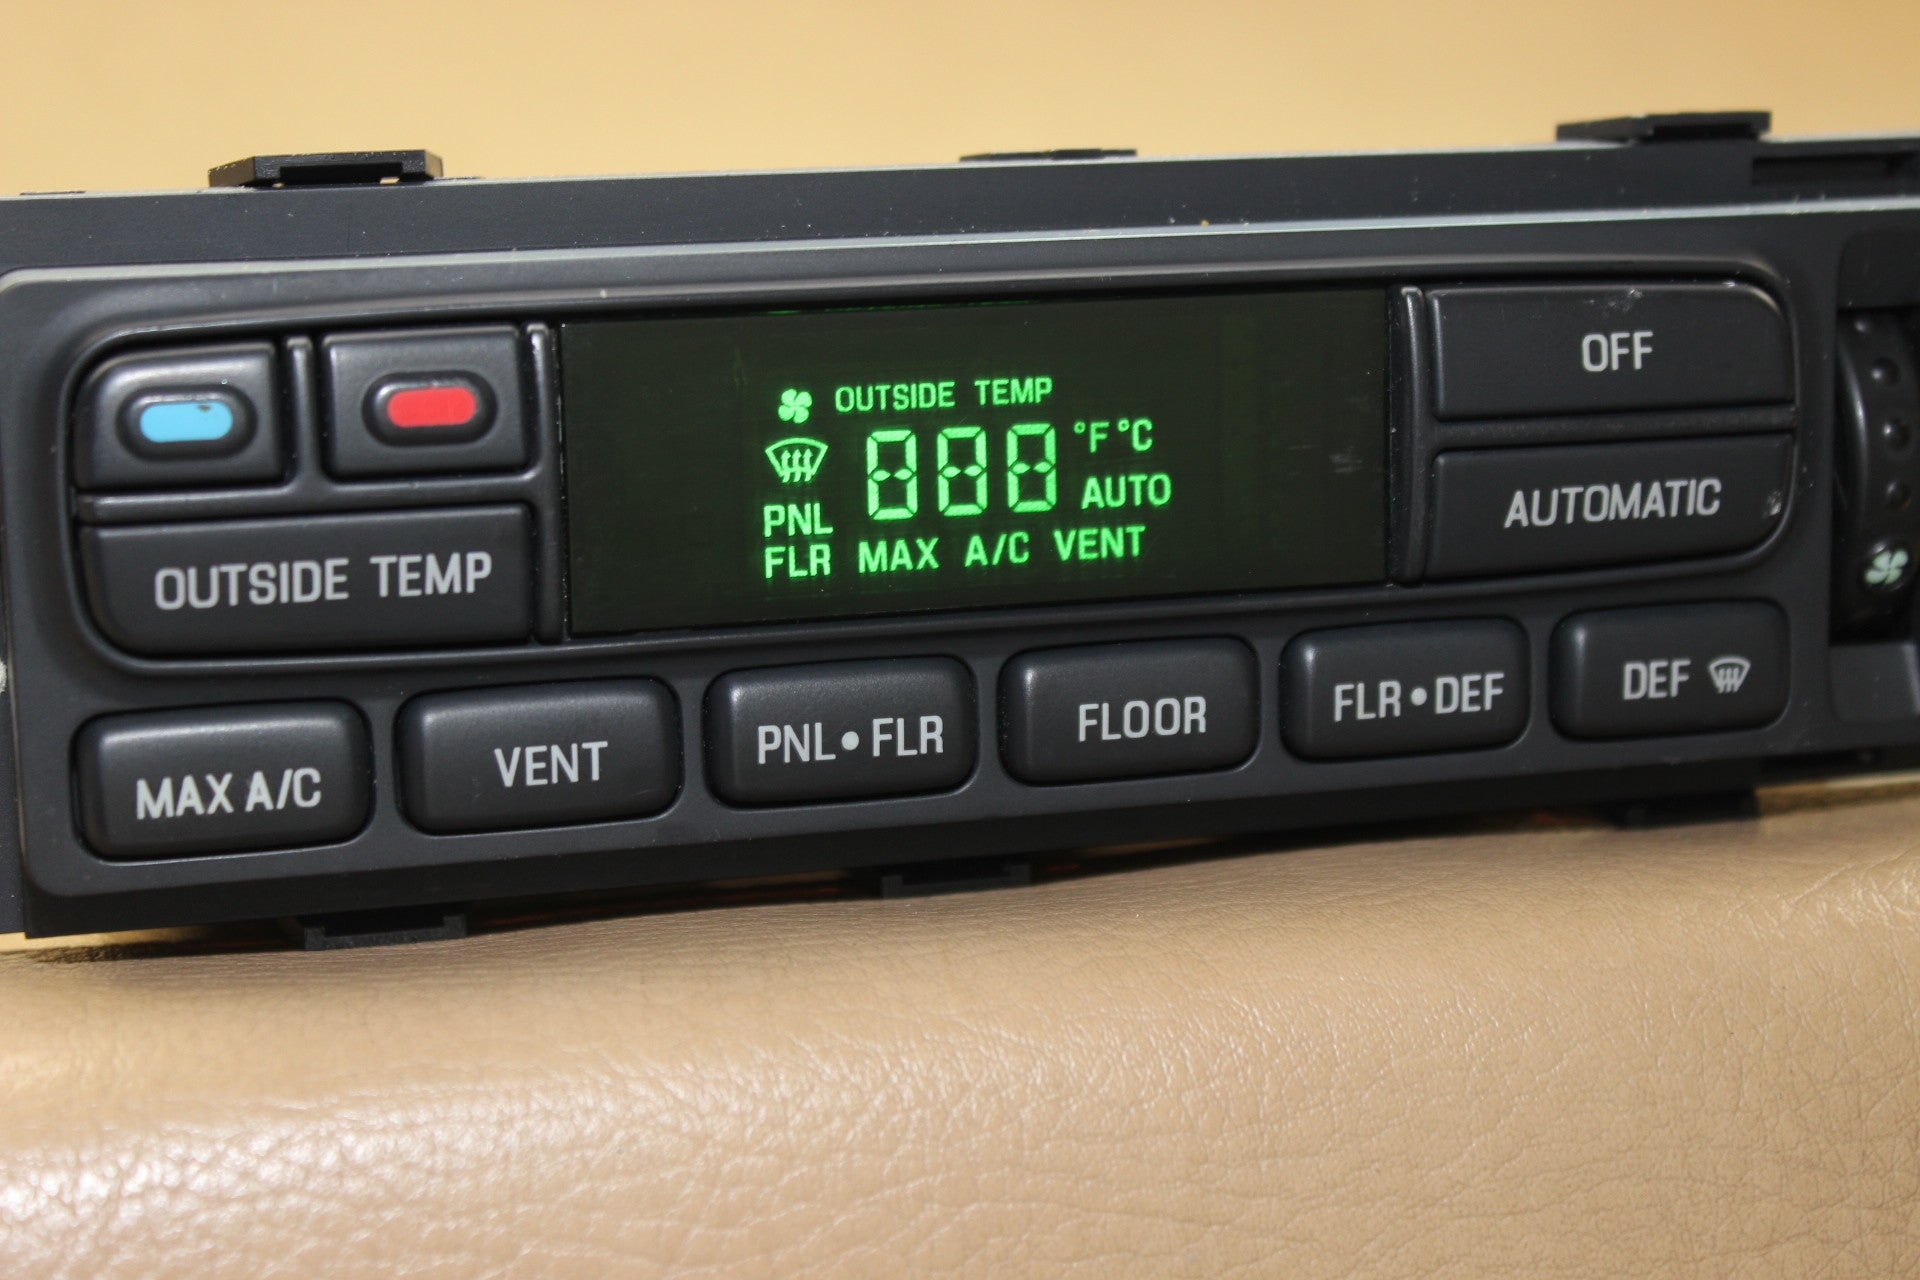 OUTSIDE TEMP
888 °F °C
AUTO
PNL
FLR MAX A/C VENT
OFF
AUTOMATIC
OUTSIDE TEMP
MAX A/C
VENT
PNL•FLR
FLOOR
FLR•DEF
DEF